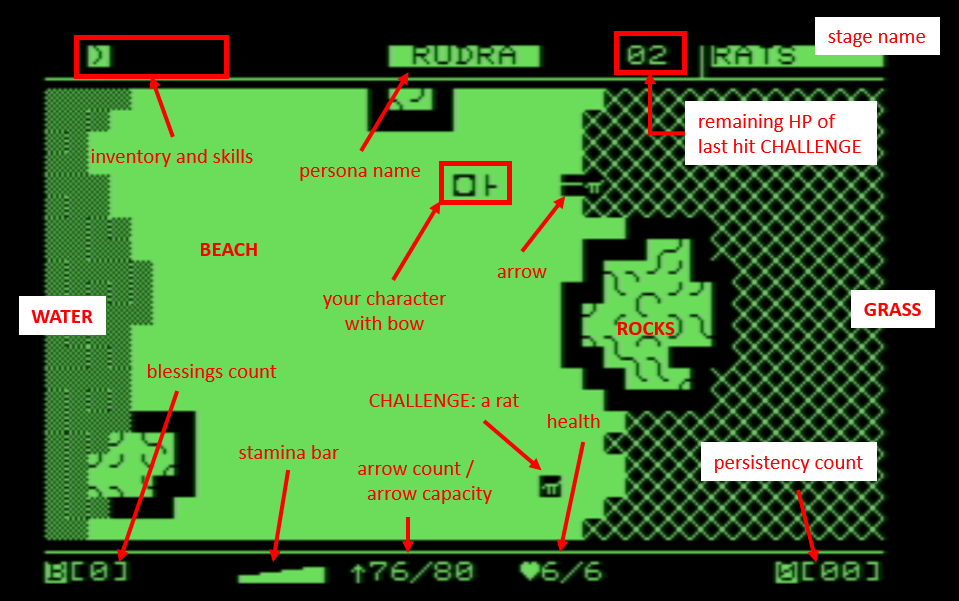 stage name
RUDRA
02
RATS
remaining HP of
last hit CHALLENGE
inventory and skills
persona name
BEACH
arrow
your character
with bow
WATER
GRASS
ROCKS
blessings count
CHALLENGE: a rat
health
stamina bar
arrow count /
arrow capacity
persistency count
B[0]
↑76/80
♥6/6
[00]